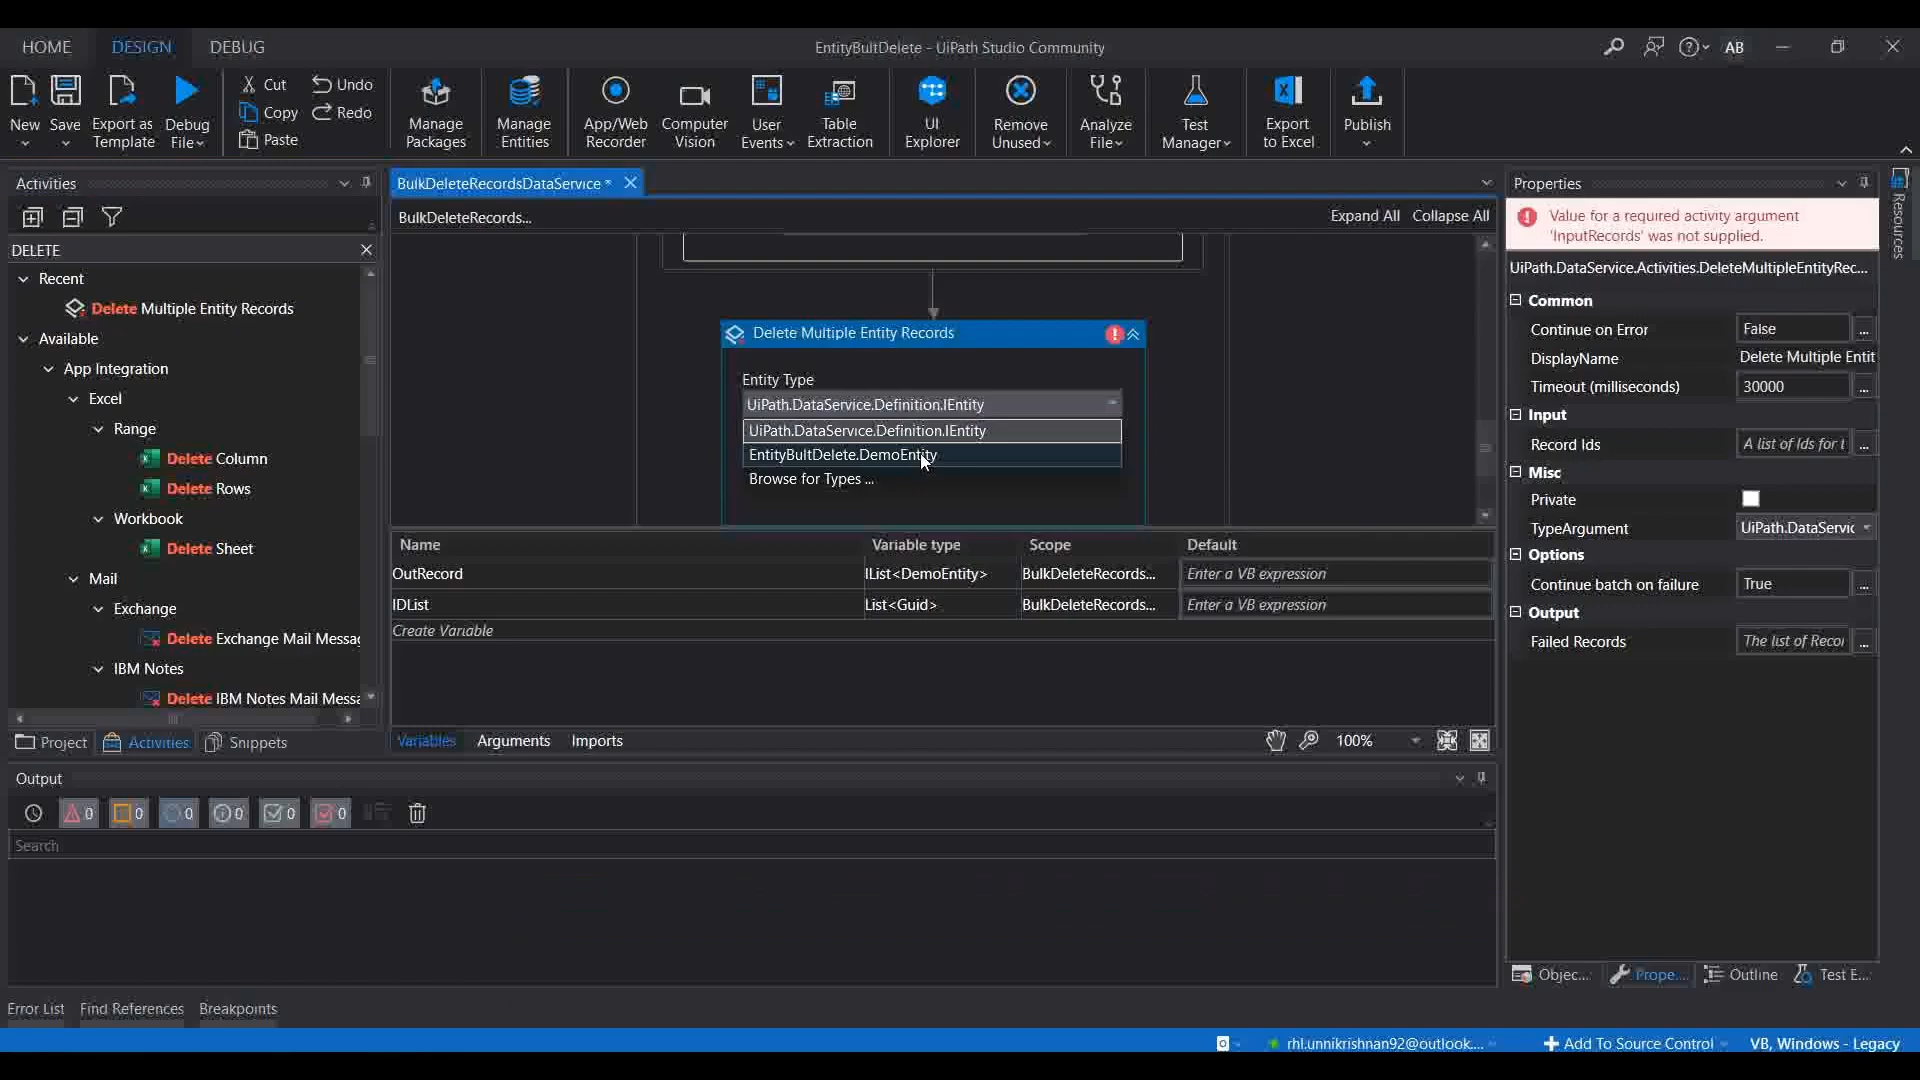 HOME
DESIGN
DEBUG
EntityBultDelete - UiPath Studio Community
AB
New
Save
Export as
Template
Debug
File
Cut
Copy
Paste
Undo
Redo
Manage
Packages
Manage
Entities
App/Web
Recorder
Computer
Vision
User
Events
Table
Extraction
UI
Explorer
Remove
Unused
Analyze
File
Test
Manager
Export
to Excel
Publish
Activities
DELETE
Recent
Delete Multiple Entity Records
Available
App Integration
Excel
Range
Delete Column
Delete Rows
Workbook
Delete Sheet
Mail
Exchange
Delete Exchange Mail Messag
IBM Notes
Delete IBM Notes Mail Messa
Project
Activities
Snippets
BulkDeleteRecordsDataService *
BulkDeleteRecords...
Expand All
Collapse All
Delete Multiple Entity Records
Entity Type
UiPath.DataService.Definition.IEntity
UiPath.DataService.Definition.IEntity
EntityBultDelete.DemoEntity
Browse for Types ...
Name
Variable type
Scope
Default
OutRecord
IList<DemoEntity>
BulkDeleteRecords...
Enter a VB expression
IDList
List<Guid>
BulkDeleteRecords...
Enter a VB expression
Create Variable
Variables
Arguments
Imports
100%
Properties
Value for a required activity argument
'InputRecords' was not supplied.
UiPath.DataService.Activities.DeleteMultipleEntityRec...
Common
Continue on Error
False
...
DisplayName
Delete Multiple Entit
Timeout (milliseconds)
30000
...
Input
Record Ids
A list of Ids for t
...
Misc
Private
TypeArgument
UiPath.DataServic
Options
Continue batch on failure
True
...
Output
Failed Records
The list of Recor
...
Objec...
Prope...
Outline
Test E...
Resources
Output
0
0
0
0
0
0
Search
Error List
Find References
Breakpoints
rhl.unnikrishnan92@outlook....
Add To Source Control
VB, Windows - Legacy